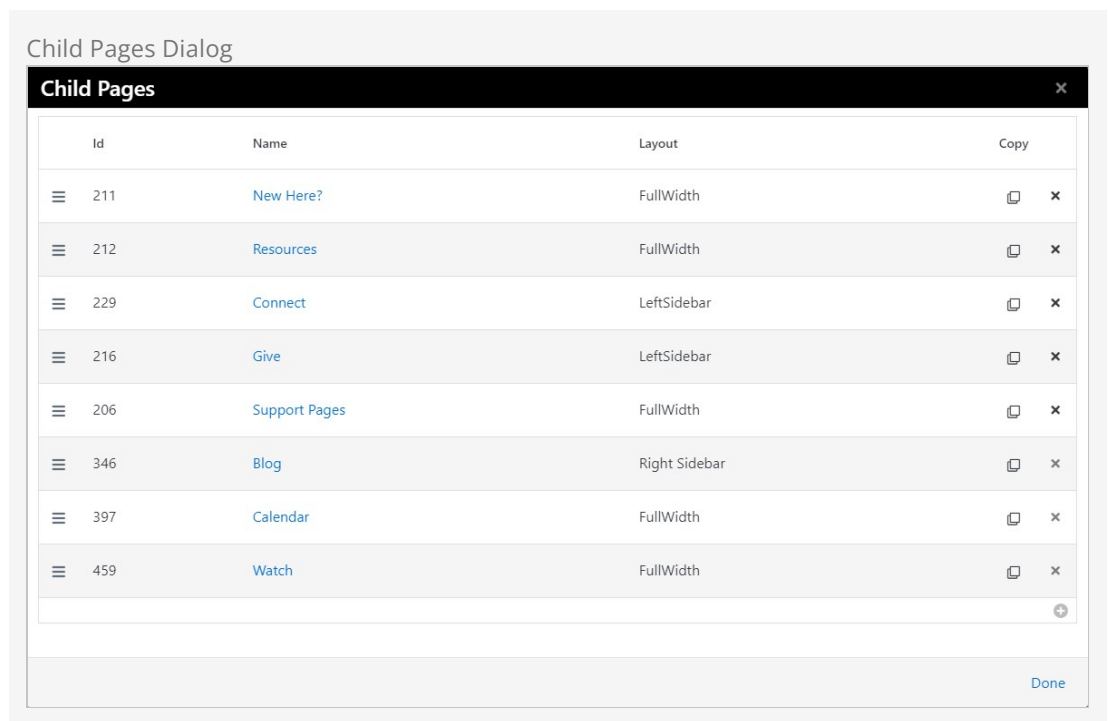 Child Pages Dialog
Child Pages
Id Name Layout Copy
211 New Here? FullWidth
212 Resources FullWidth
229 Connect LeftSidebar
216 Give LeftSidebar
206 Support Pages FullWidth
346 Blog Right Sidebar
397 Calendar FullWidth
459 Watch FullWidth
Done